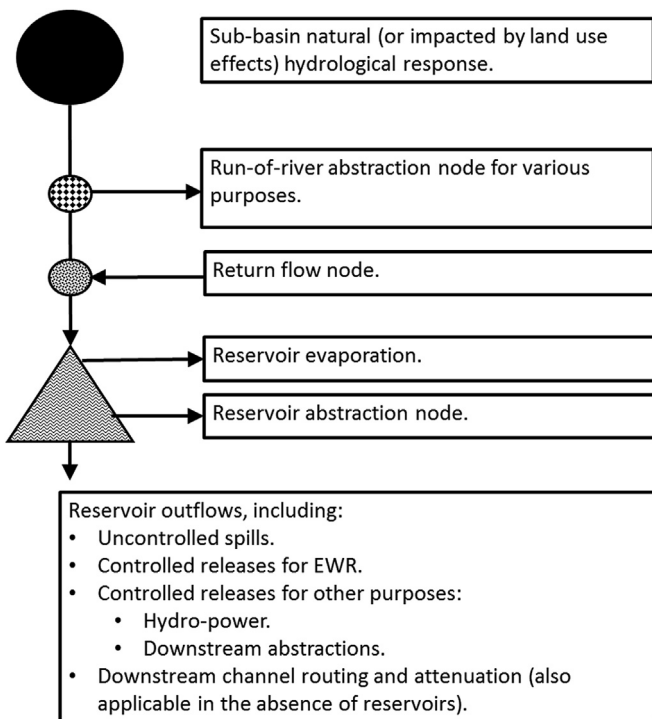 Sub-basin natural (or impacted by land use
effects) hydrological response.
Run-of-river abstraction node for various
purposes.
Return flow node.
Reservoir evaporation.
Reservoir abstraction node.
Reservoir outflows, including:
• Uncontrolled spills.
• Controlled releases for EWR.
• Controlled releases for other purposes:
• Hydro-power.
• Downstream abstractions.
• Downstream channel routing and attenuation (also
applicable in the absence of reservoirs).